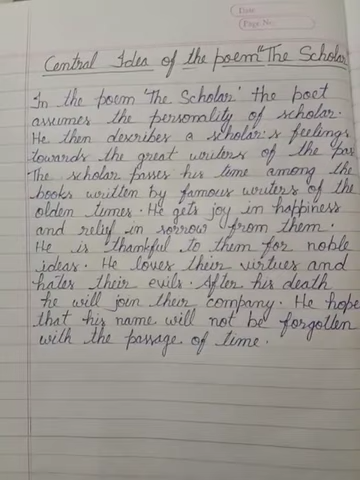 Date
Page No.
Central Idea of the poem "The Scholar
In the poem 'The Scholar' the poet
assumes the personality of scholar.
He then describes a scholar's feelings
towards the great writers of the pas
The scholar passes his time among the
books written by famous writers of the
olden times. He gets joy in happiness
and relief in sorrow from them.
He is thankful to them for noble
ideas. He loves their virtues and
hates their evils. After his death
he will join their company. He hope
that his name will not be forgotten
with the passage of time.